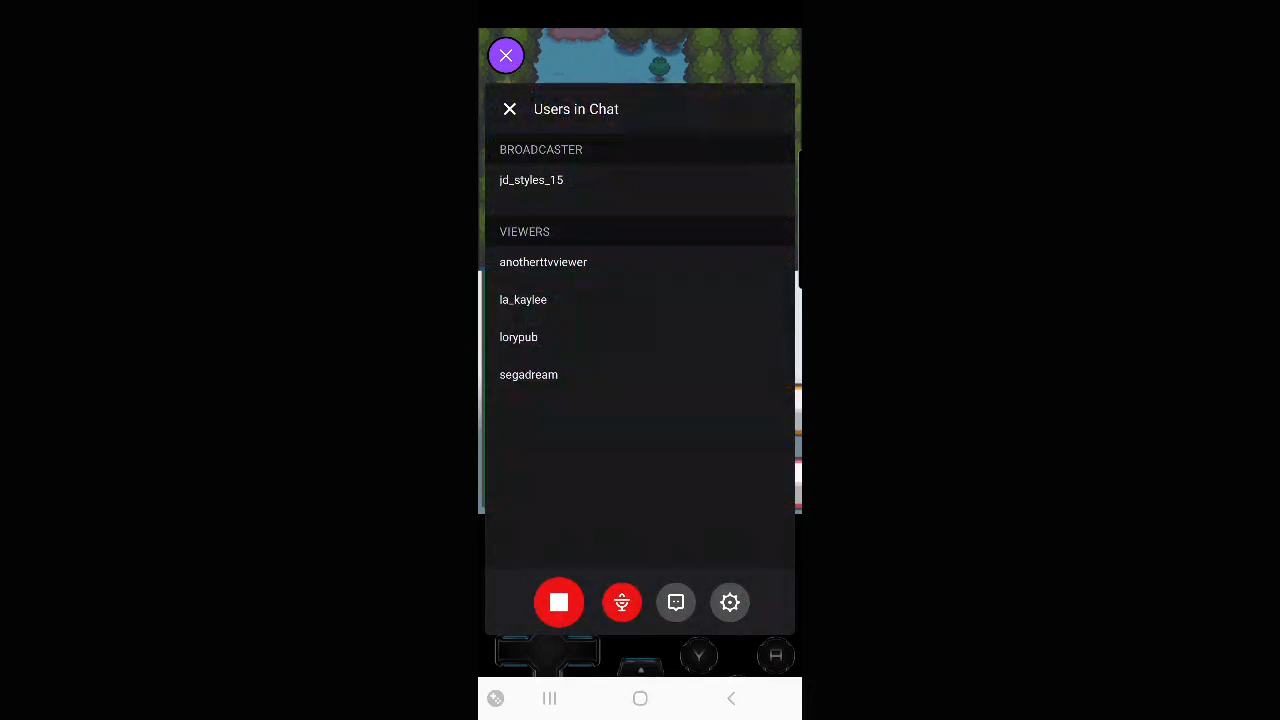 Users in Chat
BROADCASTER
jd_styles_15
VIEWERS
anotherttvviewer
la_kaylee
lorypub
segadream
Y